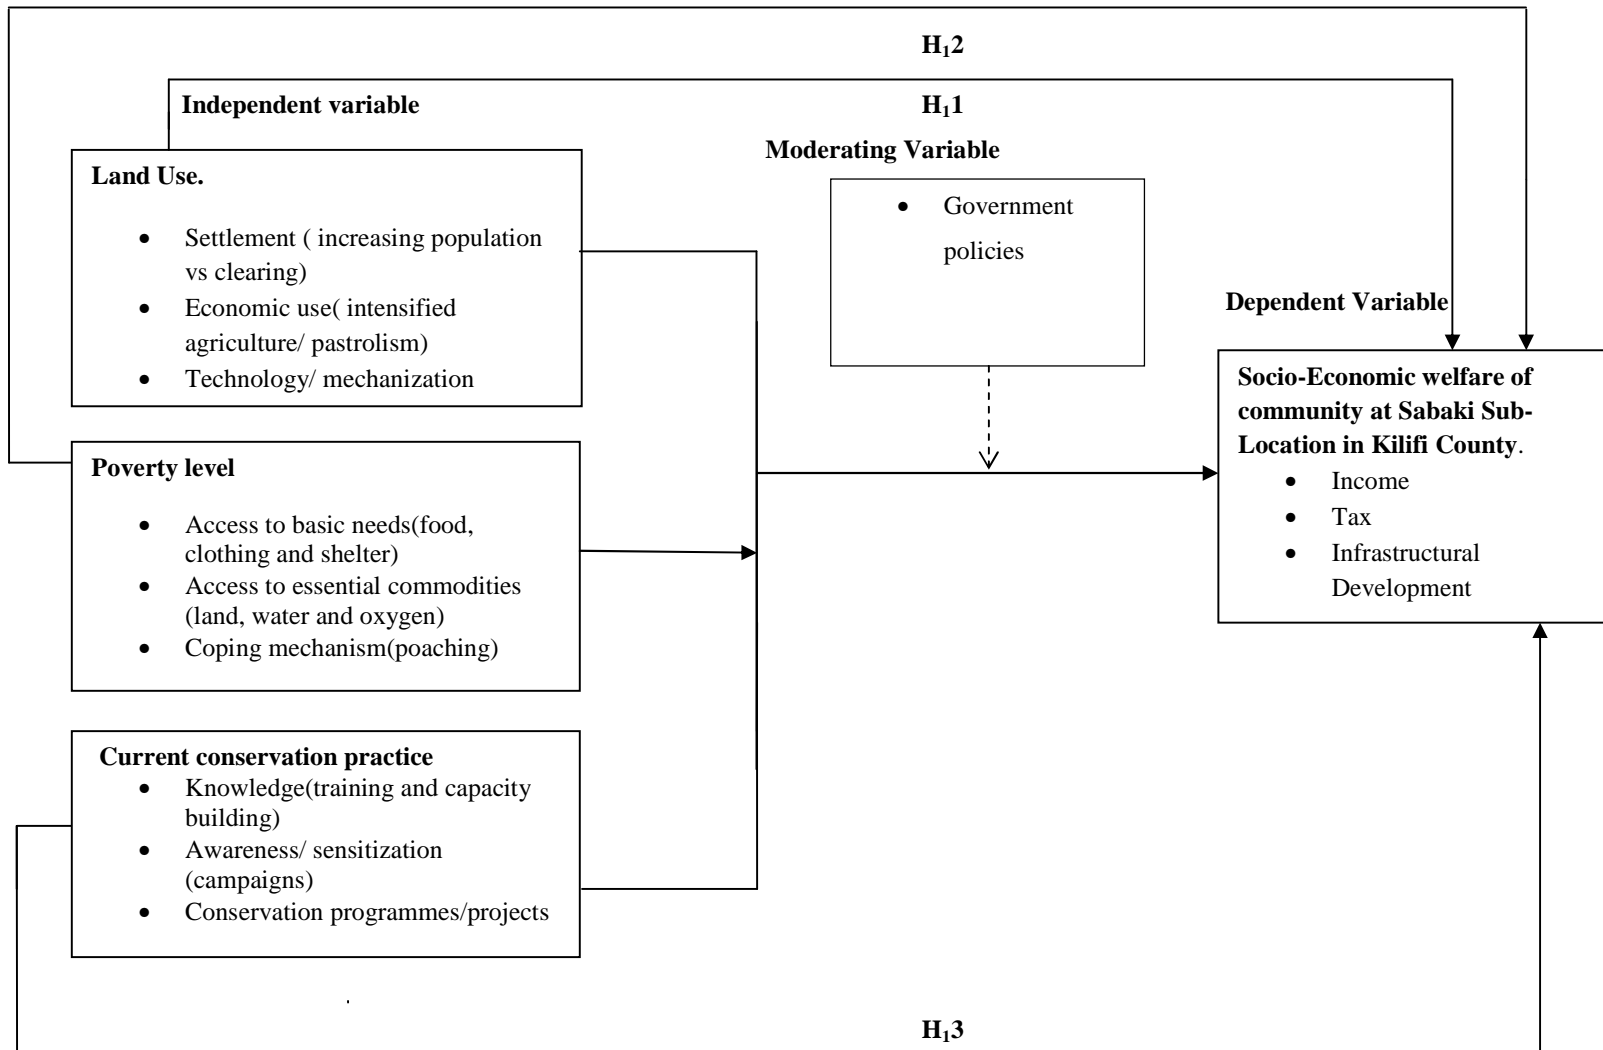 H₁2
Independent variable
H₁1
Moderating Variable
Land Use.
• Settlement ( increasing population
vs clearing)
• Economic use( intensified
agriculture/ pastrolism)
• Technology/ mechanization
• Government
policies
Dependent Variable
Socio-Economic welfare of
community at Sabaki Sub-
Location in Kilifi County.
• Income
• Tax
• Infrastructural
Development
Poverty level
• Access to basic needs(food,
clothing and shelter)
• Access to essential commodities
(land, water and oxygen)
• Coping mechanism(poaching)
Current conservation practice
• Knowledge(training and capacity
building)
• Awareness/ sensitization
(campaigns)
• Conservation programmes/projects
.
H₁3